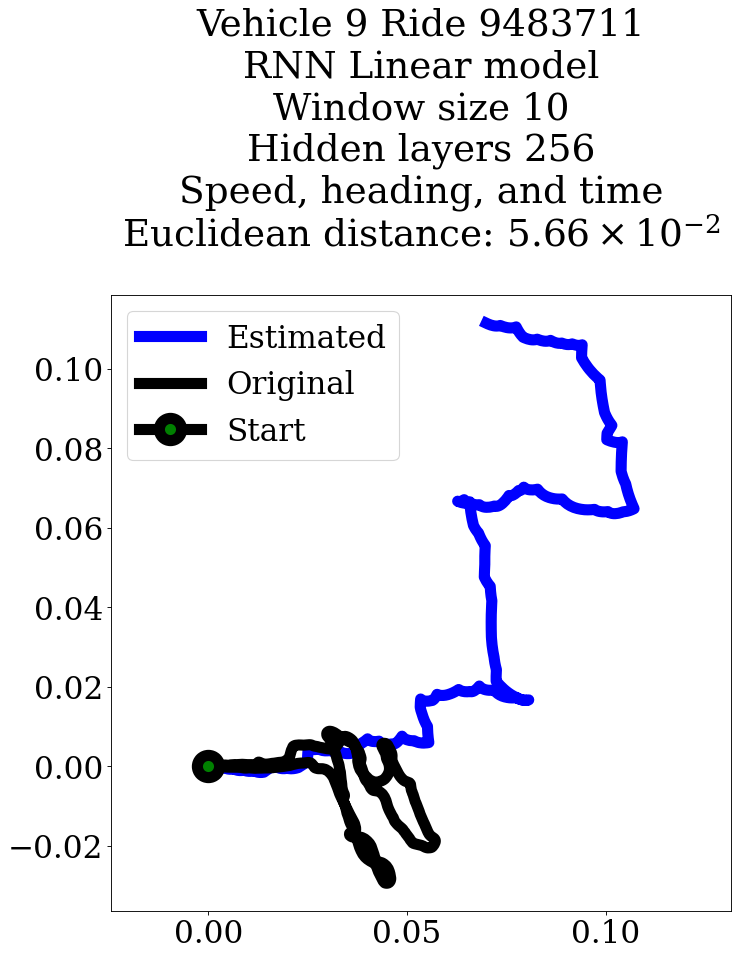 Vehicle 9 Ride 9483711
RNN Linear model
Window size 10
Hidden layers 256
Speed, heading, and time
Euclidean distance: 5.66 × 10⁻²
Estimated
Original
Start
0.10
0.08
0.06
0.04
0.02
0.00
−0.02
0.00 0.05 0.10